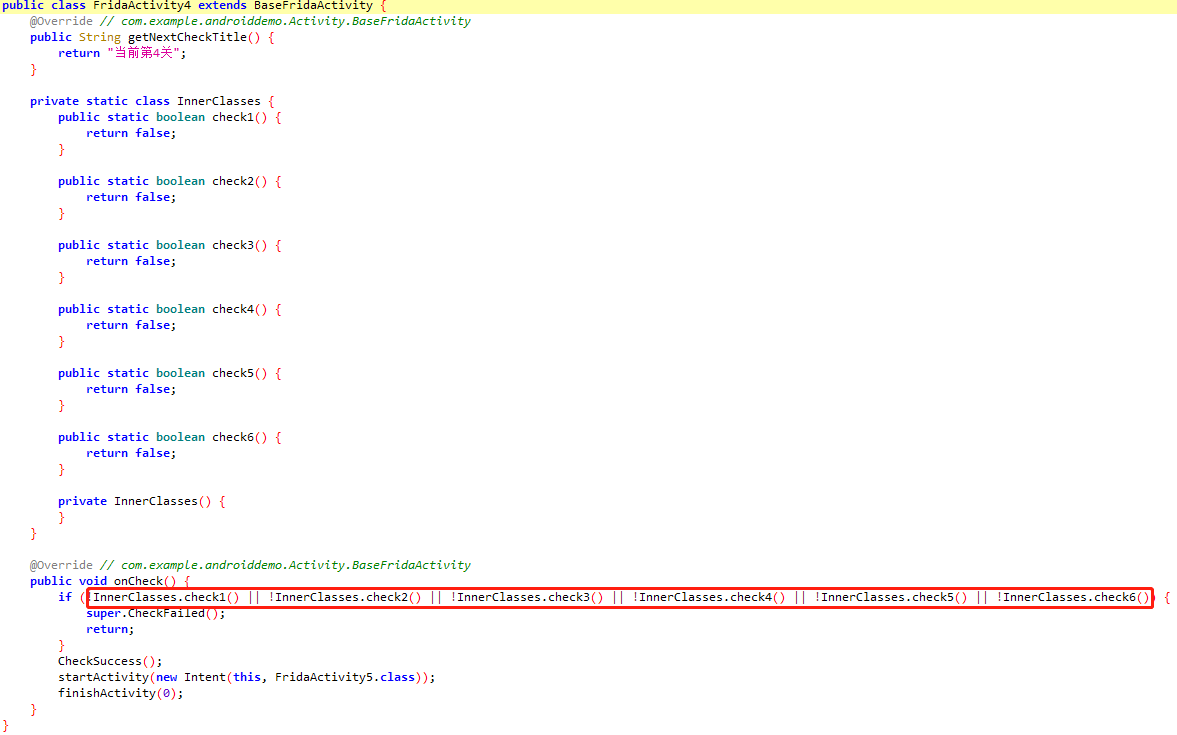 public class FridaActivity4 extends BaseFridaActivity {
@Override // com.example.androiddemo.Activity.BaseFridaActivity
public String getNextCheckTitle() {
return "当前第4关";
}
private static class InnerClasses {
public static boolean check1() {
return false;
}
public static boolean check2() {
return false;
}
public static boolean check3() {
return false;
}
public static boolean check4() {
return false;
}
public static boolean check5() {
return false;
}
public static boolean check6() {
return false;
}
private InnerClasses() {
}
}
@Override // com.example.androiddemo.Activity.BaseFridaActivity
public void onCheck() {
if (!InnerClasses.check1() || !InnerClasses.check2() || !InnerClasses.check3() || !InnerClasses.check4() || !InnerClasses.check5() || !InnerClasses.check6()) {
super.CheckFailed();
return;
}
CheckSuccess();
startActivity(new Intent(this, FridaActivity5.class));
finishActivity(0);
}
}